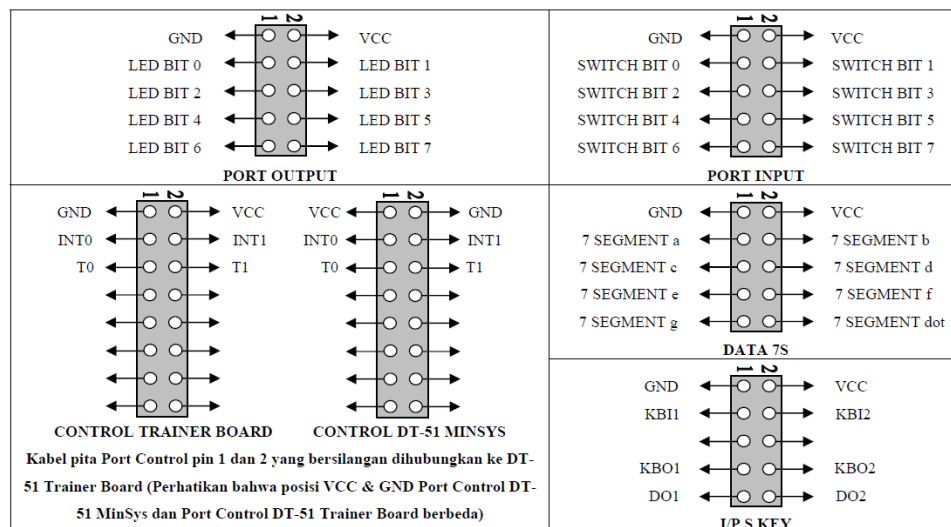 1 2
GND VCC
LED BIT 0 LED BIT 1
LED BIT 2 LED BIT 3
LED BIT 4 LED BIT 5
LED BIT 6 LED BIT 7
PORT OUTPUT
1 2
GND VCC
SWITCH BIT 0 SWITCH BIT 1
SWITCH BIT 2 SWITCH BIT 3
SWITCH BIT 4 SWITCH BIT 5
SWITCH BIT 6 SWITCH BIT 7
PORT INPUT
1 2
GND VCC
INT0 INT1
T0 T1
CONTROL TRAINER BOARD
1 2
VCC GND
INT0 INT1
T0 T1
CONTROL DT-51 MINSYS
Kabel pita Port Control pin 1 dan 2 yang bersilangan dihubungkan ke DT-
51 Trainer Board (Perhatikan bahwa posisi VCC & GND Port Control DT-
51 MinSys dan Port Control DT-51 Trainer Board berbeda)
1 2
GND VCC
7 SEGMENT a 7 SEGMENT b
7 SEGMENT c 7 SEGMENT d
7 SEGMENT e 7 SEGMENT f
7 SEGMENT g 7 SEGMENT dot
DATA 7S
1 2
GND VCC
KBI1 KBI2
KBO1 KBO2
DO1 DO2
I/P S KEY